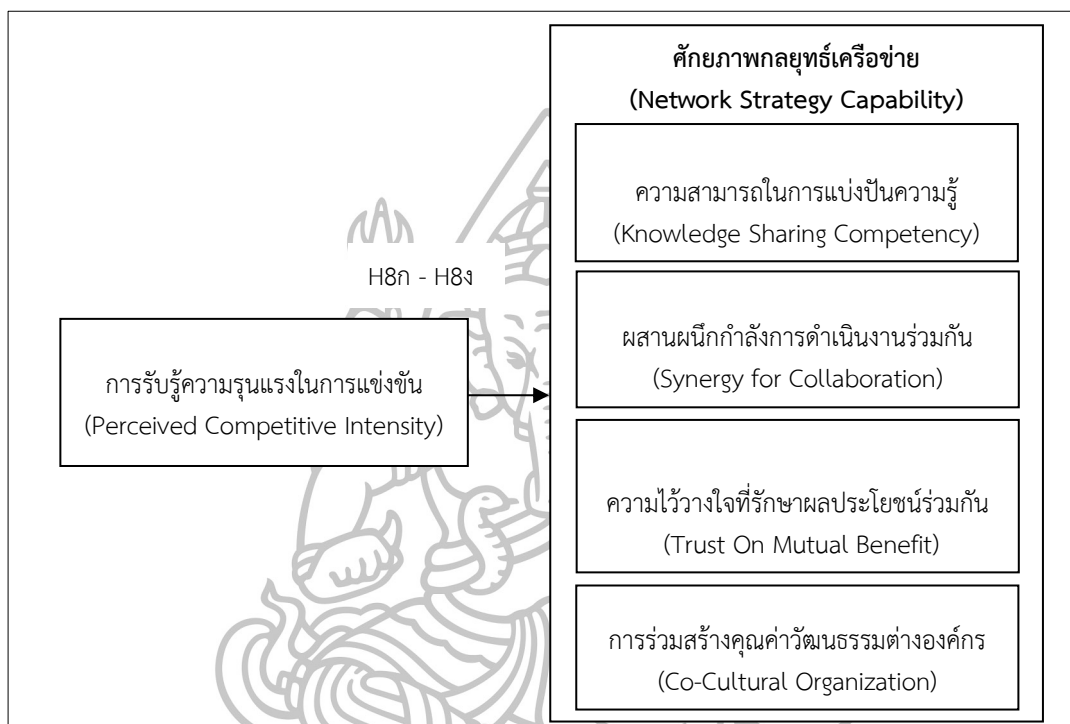 ศักยภาพกลยุทธ์เครือข่าย
(Network Strategy Capability)
ความสามารถในการแบ่งปันความรู้
(Knowledge Sharing Competency)
H8ก - H8ง
ผสานผนึกกำลังการดำเนินงานร่วมกัน
(Synergy for Collaboration)
การรับรู้ความรุนแรงในการแข่งขัน
(Perceived Competitive Intensity)
ความไว้วางใจที่รักษาผลประโยชน์ร่วมกัน
(Trust On Mutual Benefit)
การร่วมสร้างคุณค่าวัฒนธรรมต่างองค์กร
(Co-Cultural Organization)